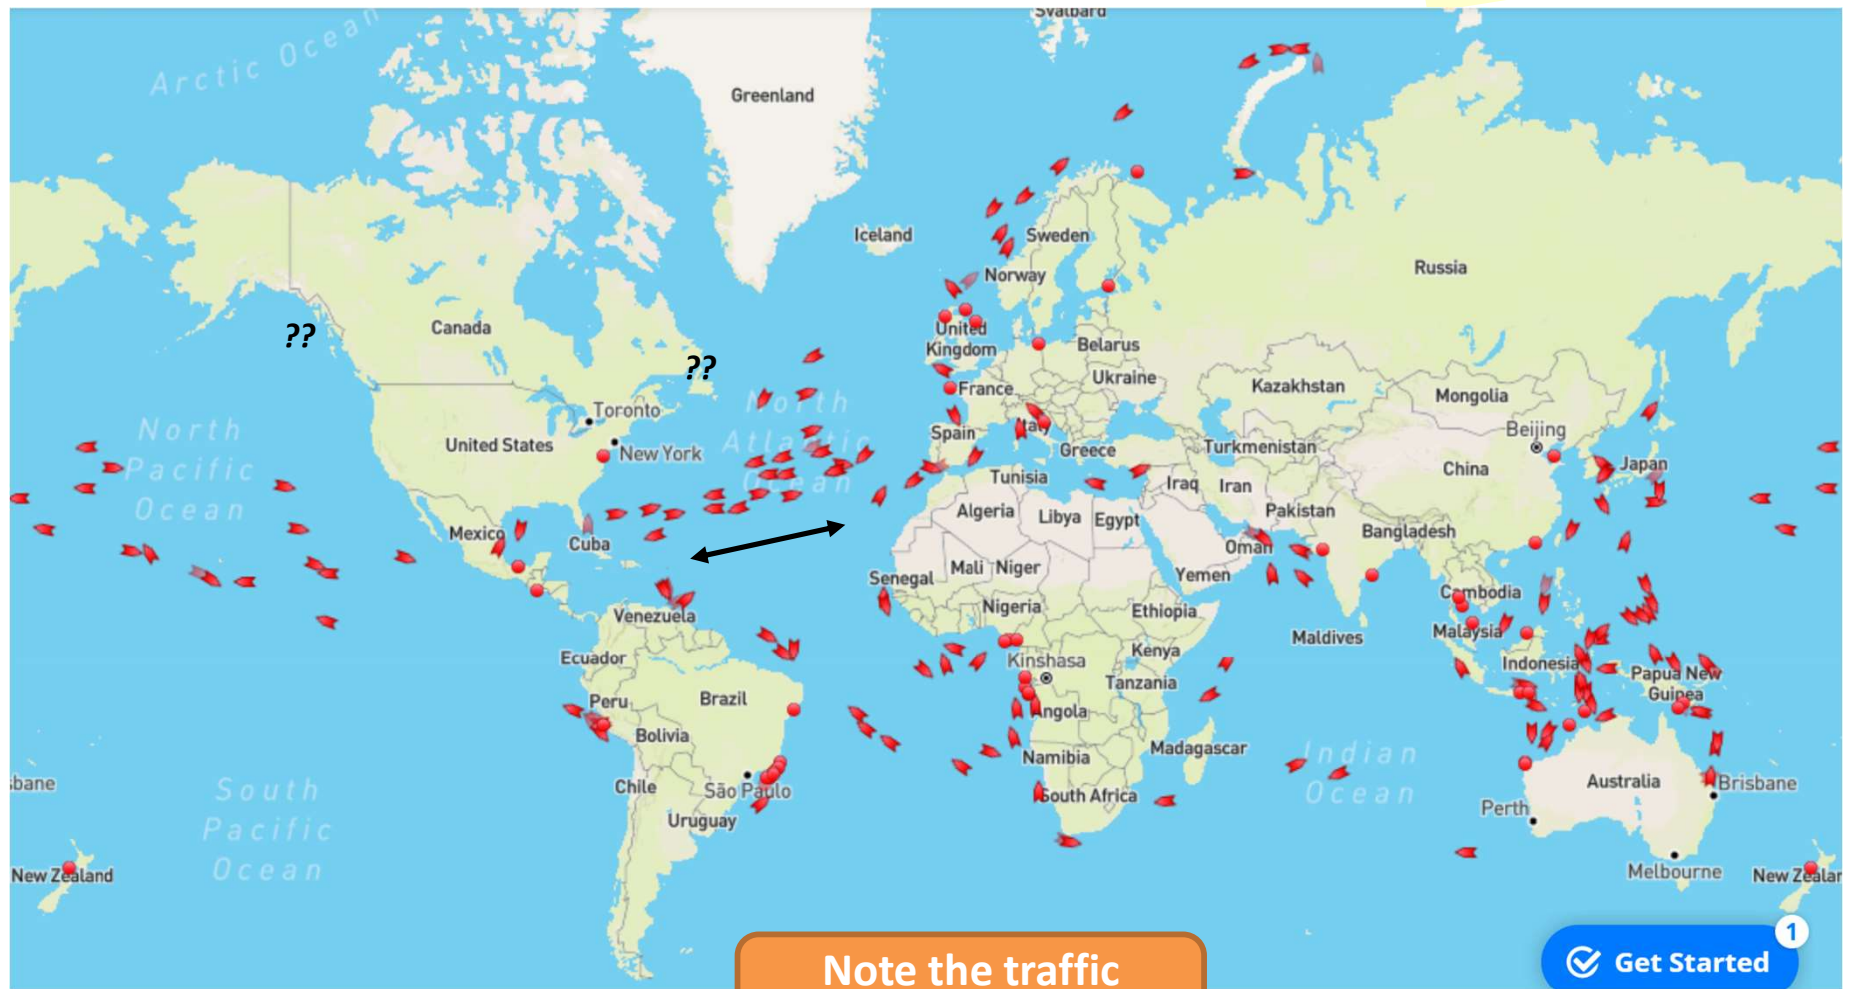 Svalbard
Arctic Ocean
Greenland
Iceland
Sweden
Norway
Russia
??
Canada
United
Kingdom
Belarus
??
Ukraine
Kazakhstan
Mongolia
France
North
Atlantic
Ocean
Toronto
North
Pacific
Ocean
United States
New York
Spain
Italy
Greece
Turkmenistan
Beijing
China
Japan
Tunisia
Iraq
Iran
Algeria
Libya
Egypt
Pakistan
Mexico
Cuba
Bangladesh
Oman
Mali
Niger
Yemen
Senegal
Cambodia
Nigeria
Ethiopia
Venezuela
Maldives
Malaysia
Ecuador
Kinshasa
Kenya
Indonesia
Papua New
Guinea
Tanzania
Peru
Brazil
Angola
Bolivia
Namibia
Madagascar
Indian
Ocean
sbane
South
Pacific
Ocean
Chile
São Paulo
South Africa
Australia
Brisbane
Uruguay
Perth
New Zealand
Melbourne
New Zealar
1
Get Started
Note the traffic